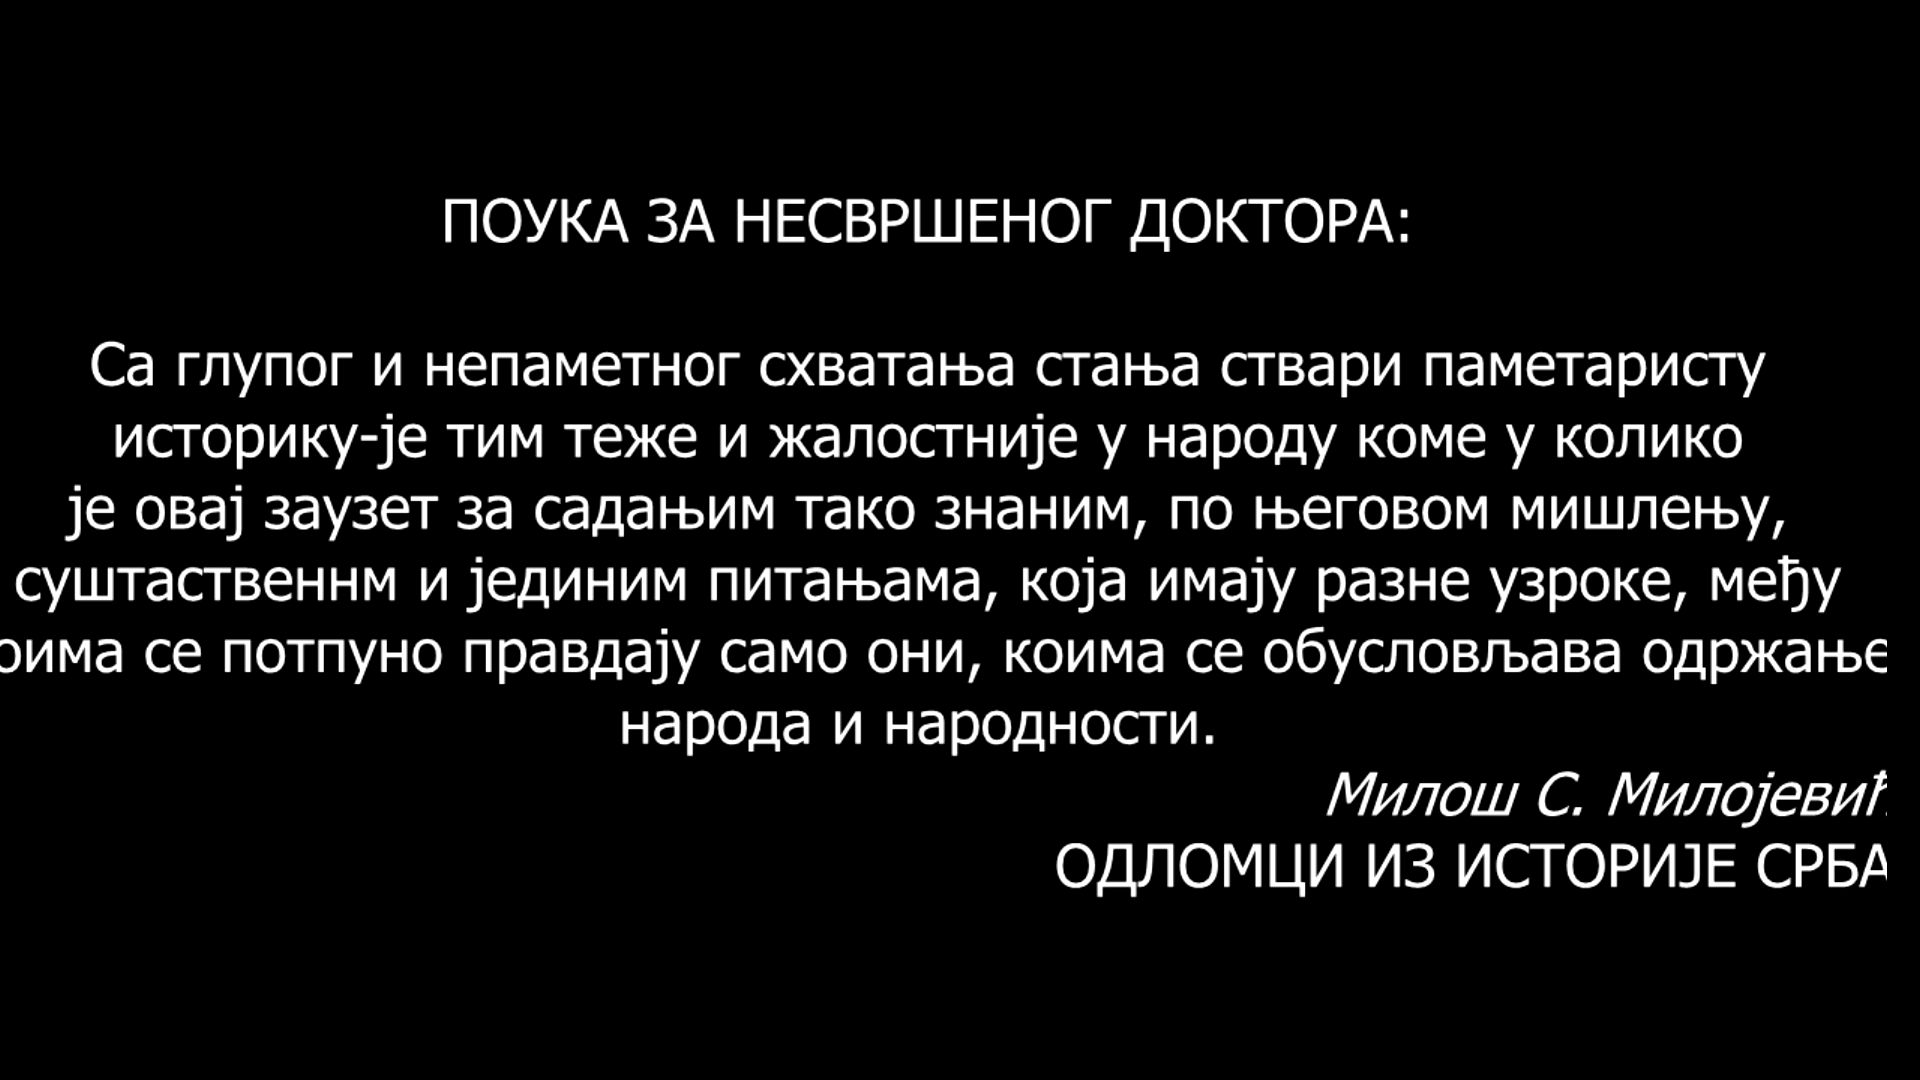 ПОУКА ЗА НЕСВРШЕНОГ ДОКТОРА:
Са глупог и непаметног схватања стања ствари паметаристу
историку-је тим теже и жалостније у народу коме у колико
је овај заузет за садањим тако знаним, по његовом мишлењу,
суштаственнм и јединим питањама, која имају разне узроке, међу
се потпуно правдају само они, коима се обусловљава одржање
народа и народности.
Милош С. Милојевић
ОДЛОМЦИ ИЗ ИСТОРИЈЕ СРБА